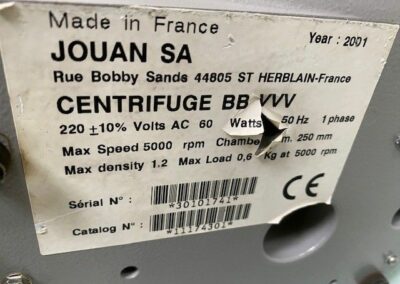 Made in France
Year : 2001
JOUAN SA
Rue Bobby Sands 44805 ST HERBLAIN-France
CENTRIFUGE BB VVV
220 ±10% Volts AC 60 Watts 50 Hz 1 phase
Max Speed 5000 rpm Chamb m. 250 mm
Max density 1.2 Max Load 0,6 Kg at 5000 rpm
Sérial N° :
*30101741*
Catalog N° :
*11174301*
CE